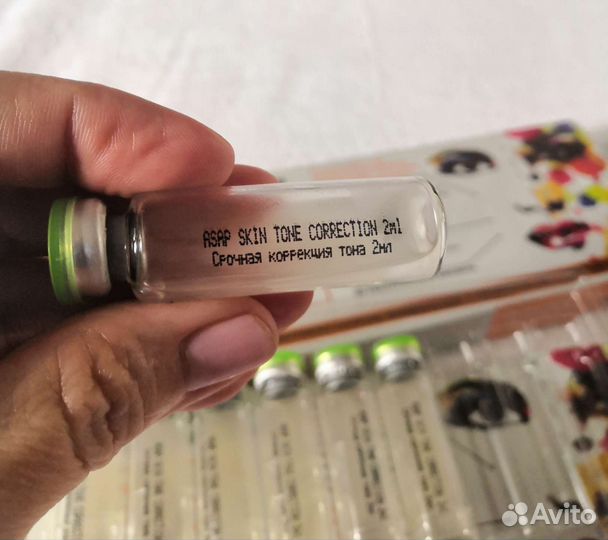 ASAP SKIN TONE CORRECTION 2ml
Срочная коррекция тона 2мл
Avito